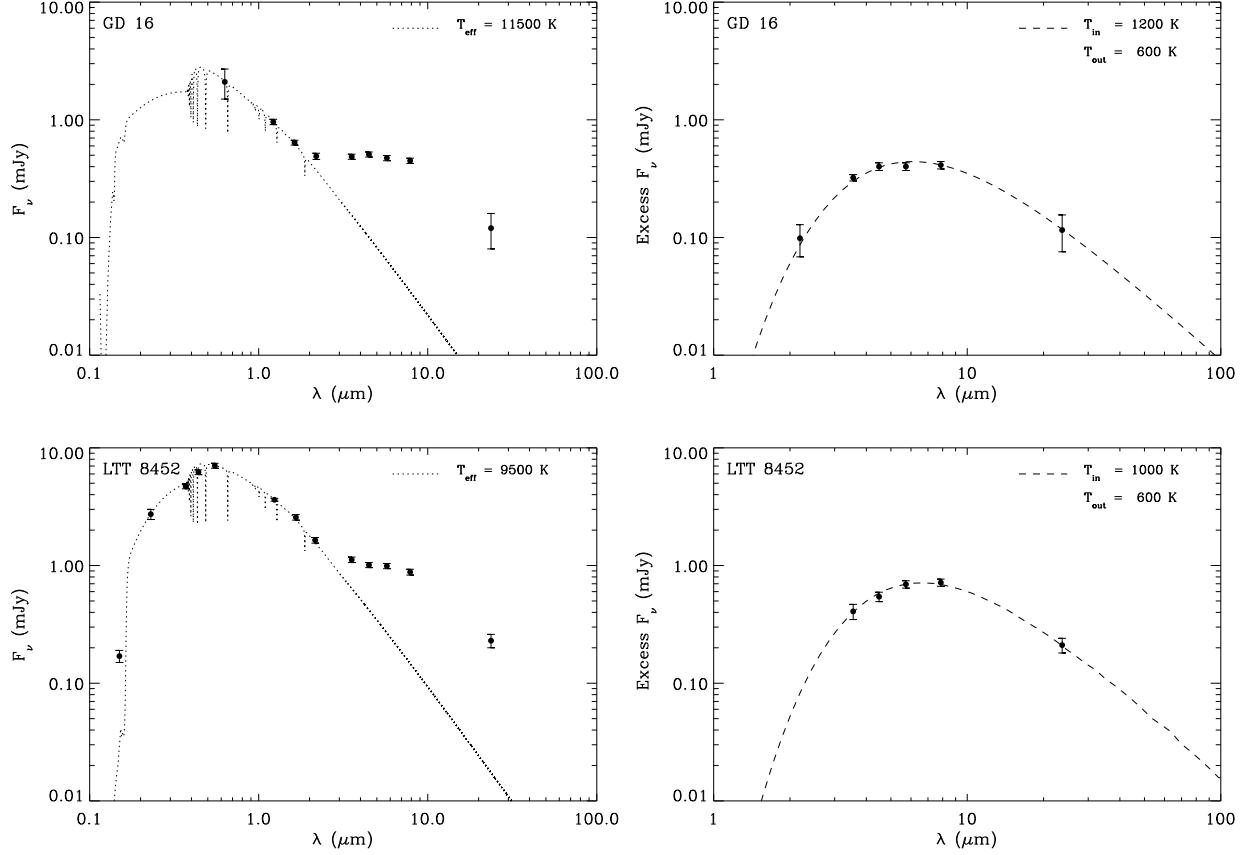 GD 16
T_eff = 11500 K
10.00
1.00
0.10
0.01
F_ν (mJy)
0.1 1.0 10.0 100.0
λ (μm)
GD 16
T_in = 1200 K
T_out = 600 K
10.00
1.00
0.10
0.01
Excess F_ν (mJy)
1 10 100
λ (μm)
LTT 8452
T_eff = 9500 K
10.00
1.00
0.10
0.01
F_ν (mJy)
0.1 1.0 10.0 100.0
λ (μm)
LTT 8452
T_in = 1000 K
T_out = 600 K
10.00
1.00
0.10
0.01
Excess F_ν (mJy)
1 10 100
λ (μm)